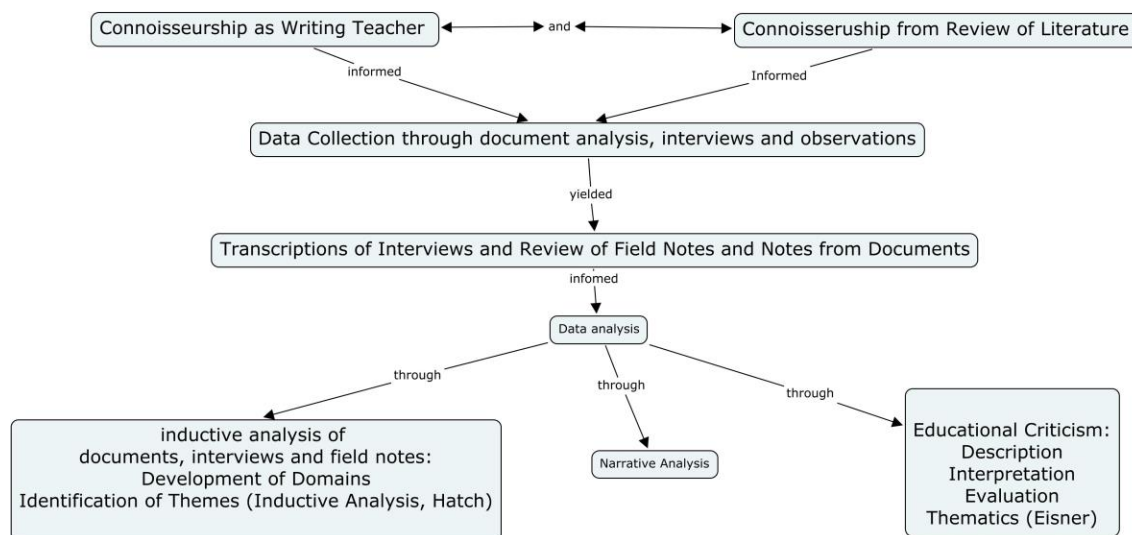 Connoisseurship as Writing Teacher
and
Connoisseruship from Review of Literature
informed
Informed
Data Collection through document analysis, interviews and observations
yielded
Transcriptions of Interviews and Review of Field Notes and Notes from Documents
infomed
Data analysis
through
through
through
inductive analysis of
documents, interviews and field notes:
Development of Domains
Identification of Themes (Inductive Analysis, Hatch)
Narrative Analysis
Educational Criticism:
Description
Interpretation
Evaluation
Thematics (Eisner)